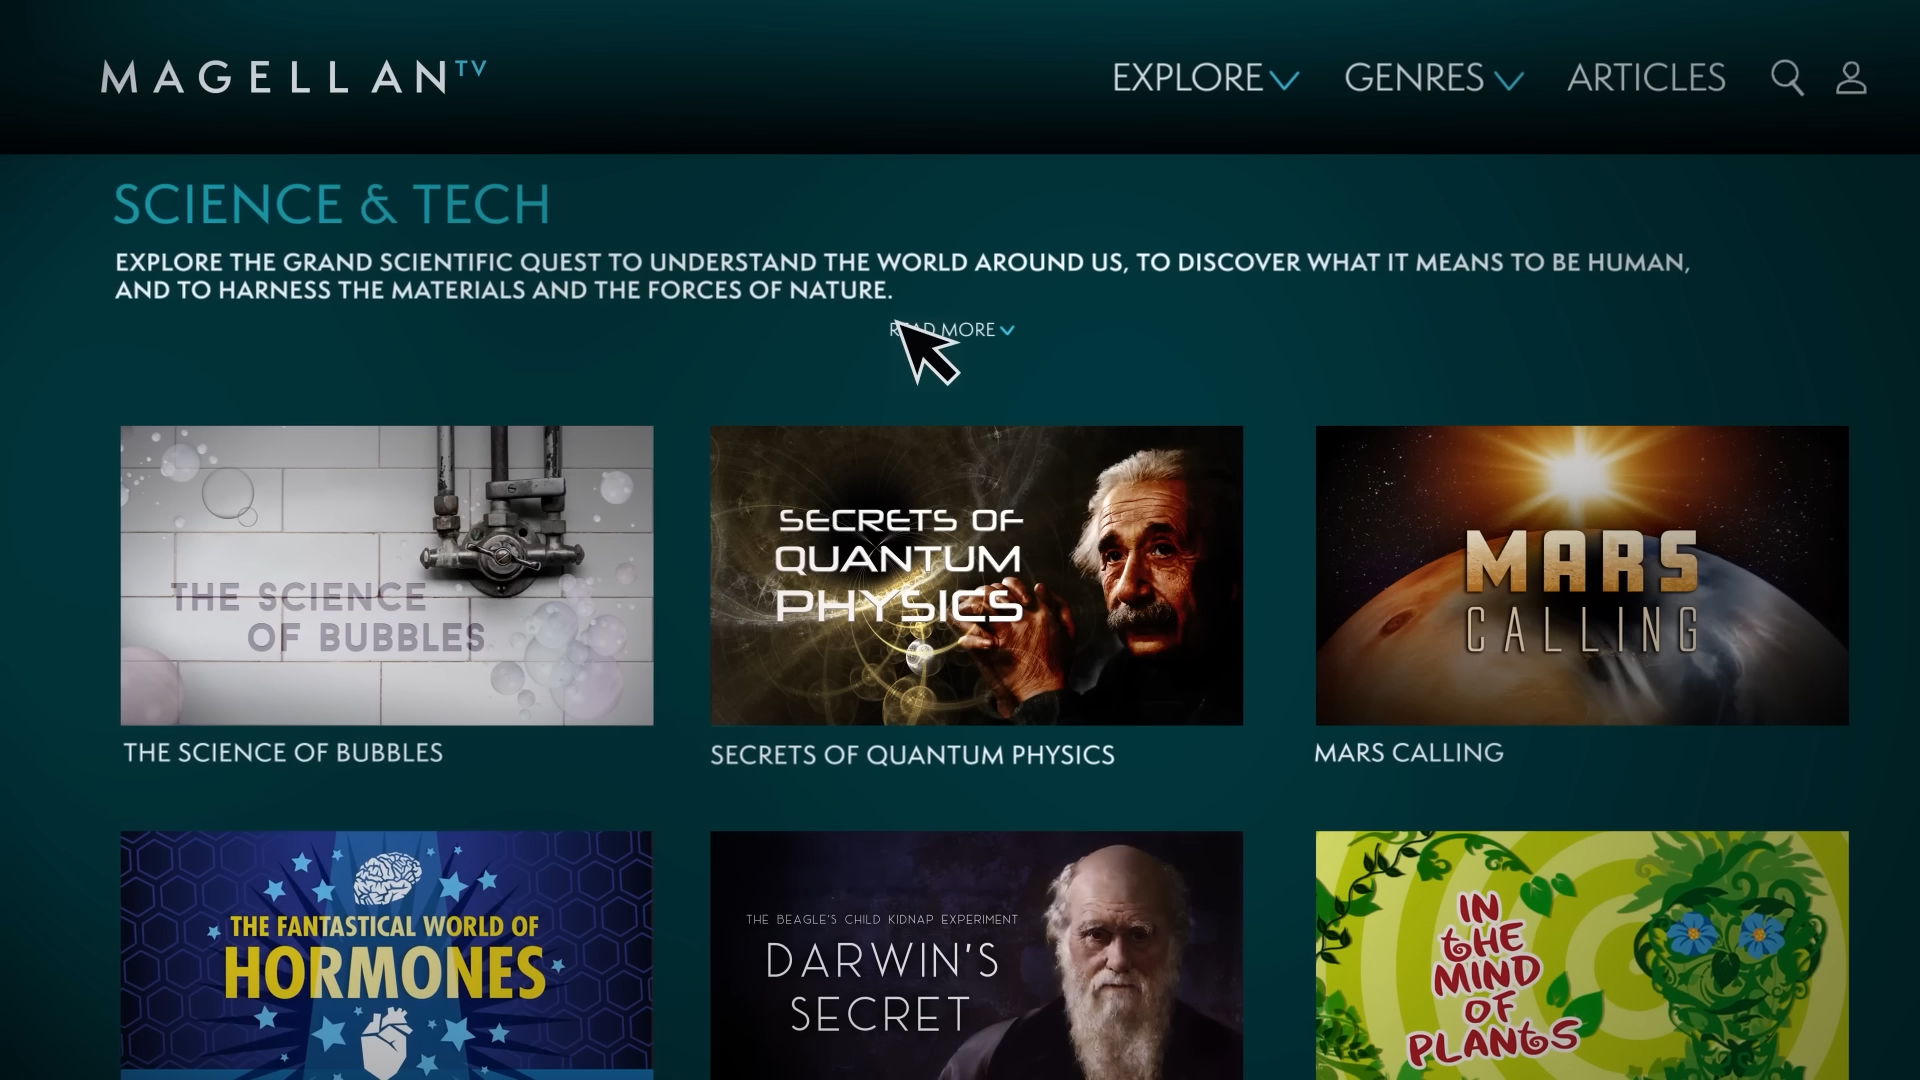 MAGELLAN TV
EXPLORE GENRES ARTICLES
SCIENCE & TECH
EXPLORE THE GRAND SCIENTIFIC QUEST TO UNDERSTAND THE WORLD AROUND US, TO DISCOVER WHAT IT MEANS TO BE HUMAN,
AND TO HARNESS THE MATERIALS AND THE FORCES OF NATURE.
READ MORE
THE SCIENCE
OF BUBBLES
SECRETS OF
QUANTUM
PHYSICS
MARS
CALLING
THE SCIENCE OF BUBBLES
SECRETS OF QUANTUM PHYSICS
MARS CALLING
THE FANTASTICAL WORLD OF
HORMONES
THE BEAGLE'S CHILD KIDNAP EXPERIMENT
DARWIN'S
SECRET
IN
tHE
MIND
OF
PLANtS